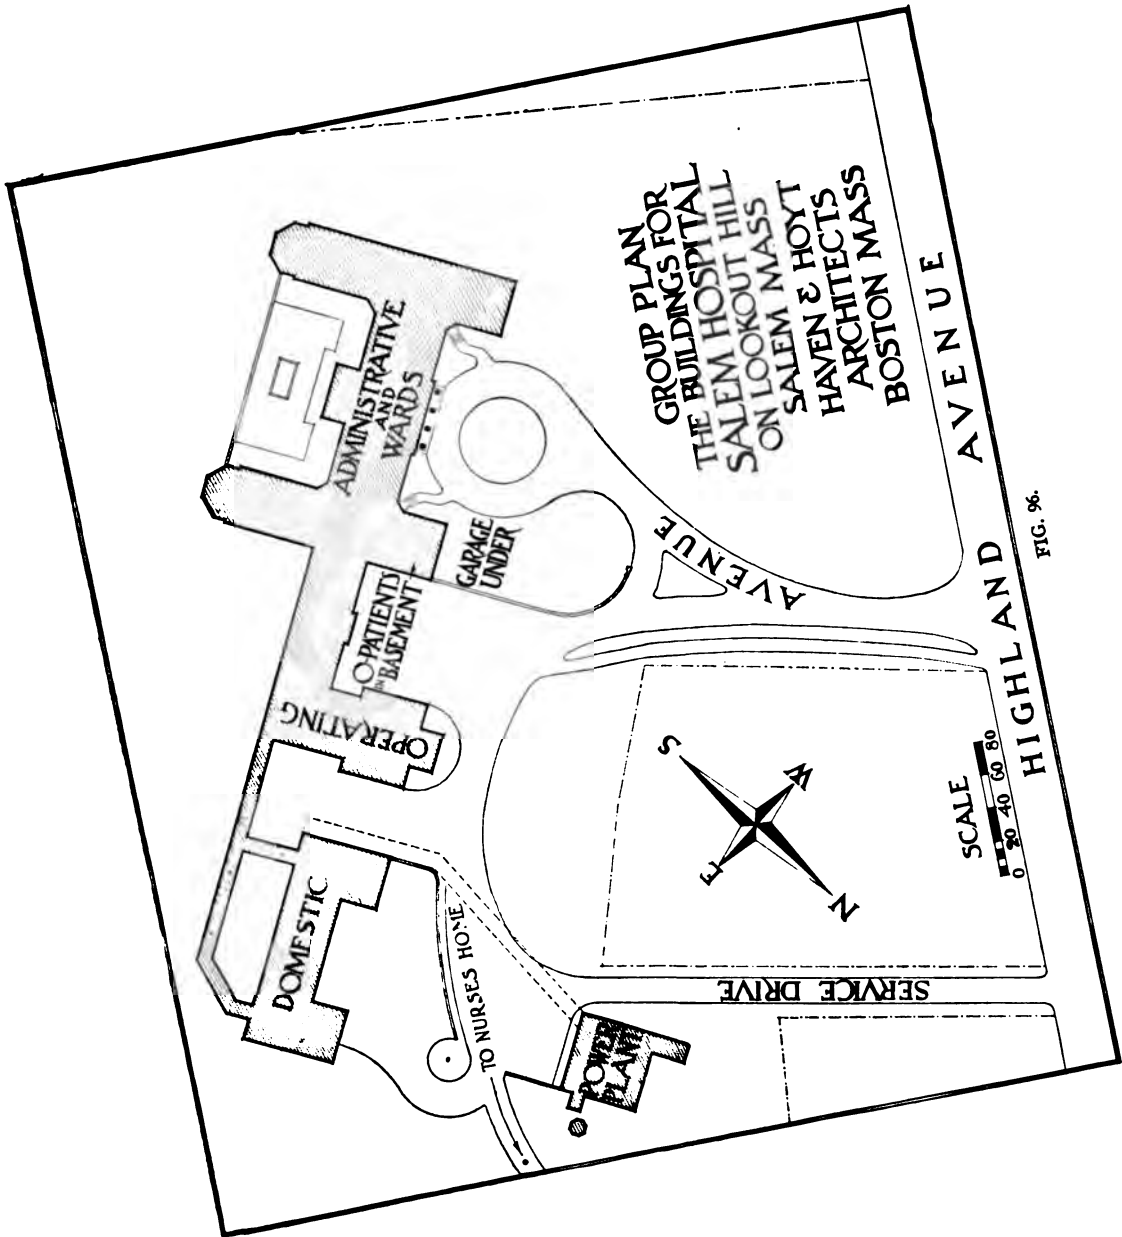 GROUP PLAN
THE BUILDINGS FOR
THE HOSPITAL
SALEM HOSPITAL
ON LOOKOUT HILL
SALEM MASS
HAVEN & HOYT
ARCHITECTS
BOSTON MASS
ADMINISTRATIVE
AND
WARDS
GARAGE
UNDER
O-PATIENTS
IN BASEMENT
OPERATING
DOMESTIC
TO NURSES HOME
POWER
PLANT
SERVICE DRIVE
AVENUE
HIGHLAND AVENUE
S
W
E
N
SCALE
0 20 40 60 80
FIG. 96.